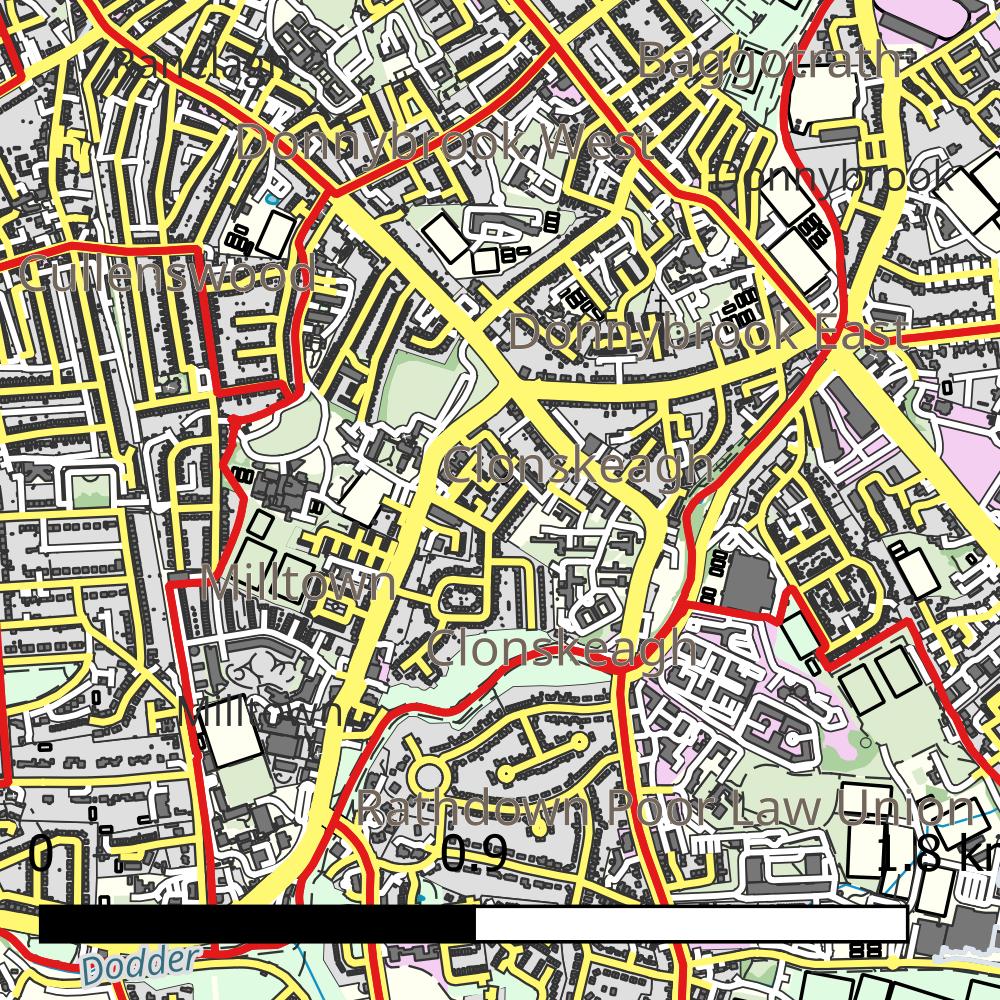 Baggotrath
Ranelagh
Donnybrook West
Donnybrook
Cullenswood
Donnybrook East
Clonskeagh
Milltown
Clonskeagh
Milltown
Rathdown Poor Law Union
0 0.9 1.8 km
Dodder